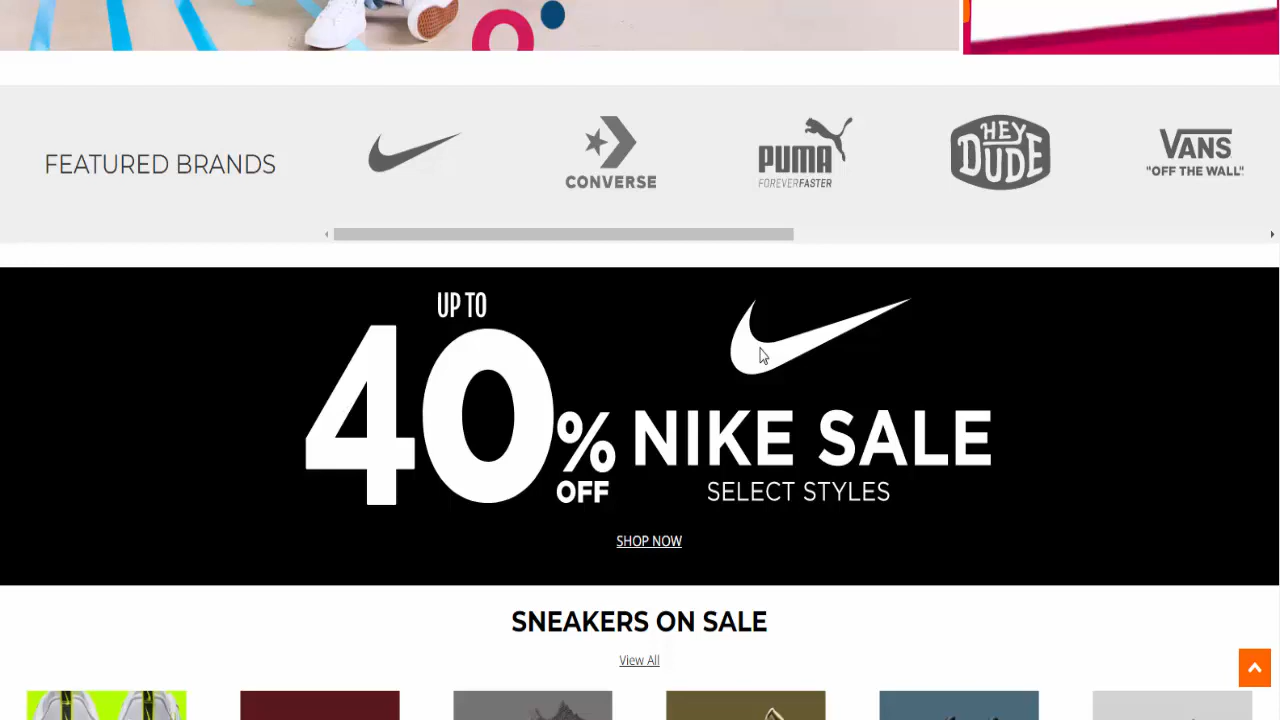 FEATURED BRANDS
CONVERSE
PUMA
FOREVERFASTER
HEY
DUDE
VANS
"OFF THE WALL"
UP TO
40% OFF
NIKE SALE
SELECT STYLES
SHOP NOW
SNEAKERS ON SALE
View All